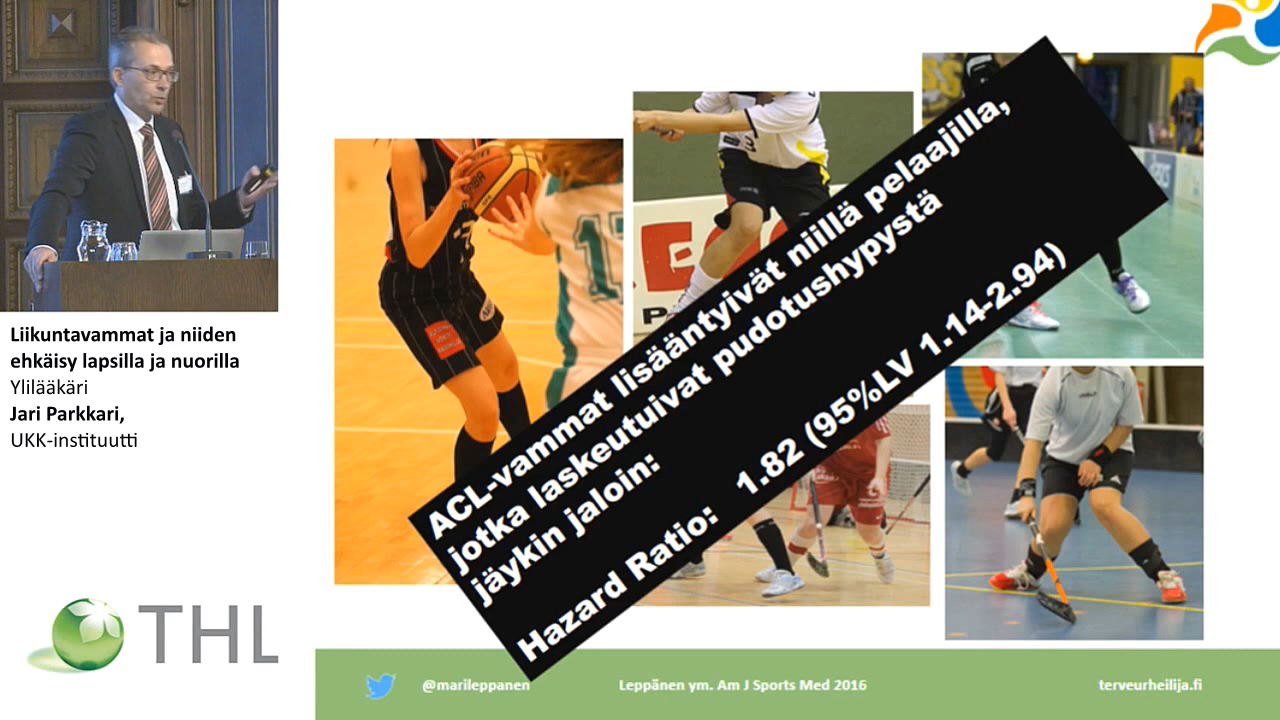 Liikuntavammat ja niiden
ehkäisy lapsilla ja nuorilla
Ylilääkäri
Jari Parkkari,
UKK-instituutti
THL
ACL-vammat lisääntyivät niillä pelaajilla,
jotka laskeutuivat pudotushypystä
jäykin jaloin:
Hazard Ratio: 1.82 (95%LV 1.14-2.94)
@marileppanen
Leppänen ym. Am J Sports Med 2016
terveurheilija.fi